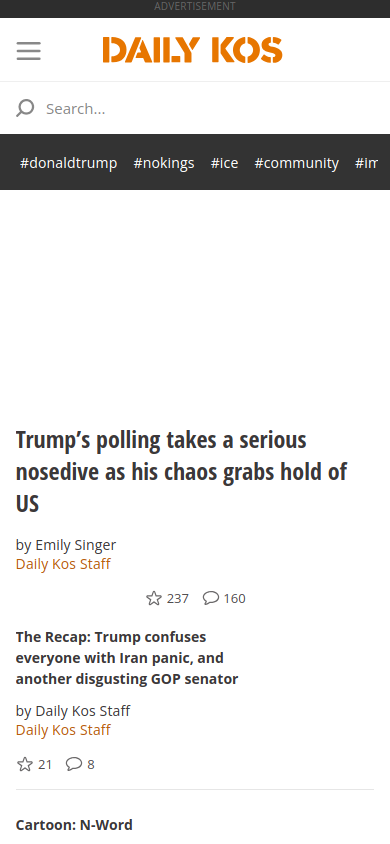 ADVERTISEMENT
DAILY KOS
Search...
#donaldtrump #nokings #ice #community #im
Trump’s polling takes a serious
nosedive as his chaos grabs hold of
US
by Emily Singer
Daily Kos Staff
237 160
The Recap: Trump confuses
everyone with Iran panic, and
another disgusting GOP senator
by Daily Kos Staff
Daily Kos Staff
21 8
Cartoon: N-Word